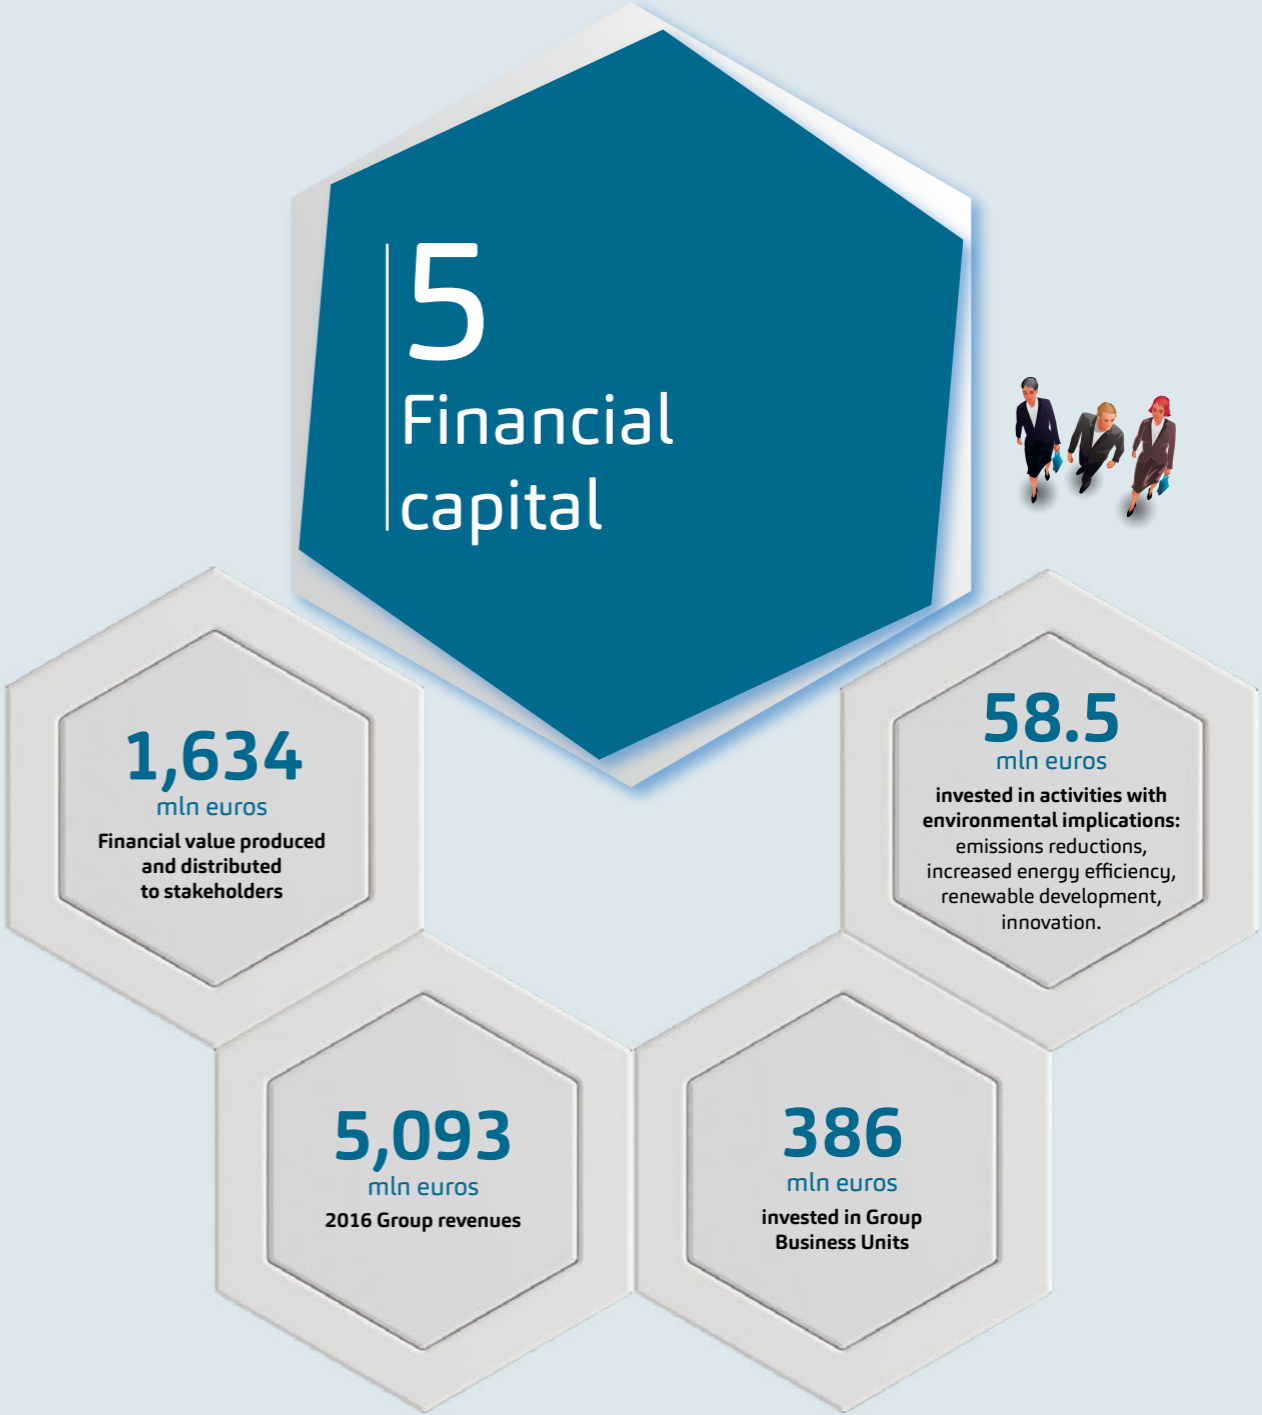 5
Financial
capital
1,634
mln euros
Financial value produced
and distributed
to stakeholders
58.5
mln euros
invested in activities with
environmental implications:
emissions reductions,
increased energy efficiency,
renewable development,
innovation.
5,093
mln euros
2016 Group revenues
386
mln euros
invested in Group
Business Units